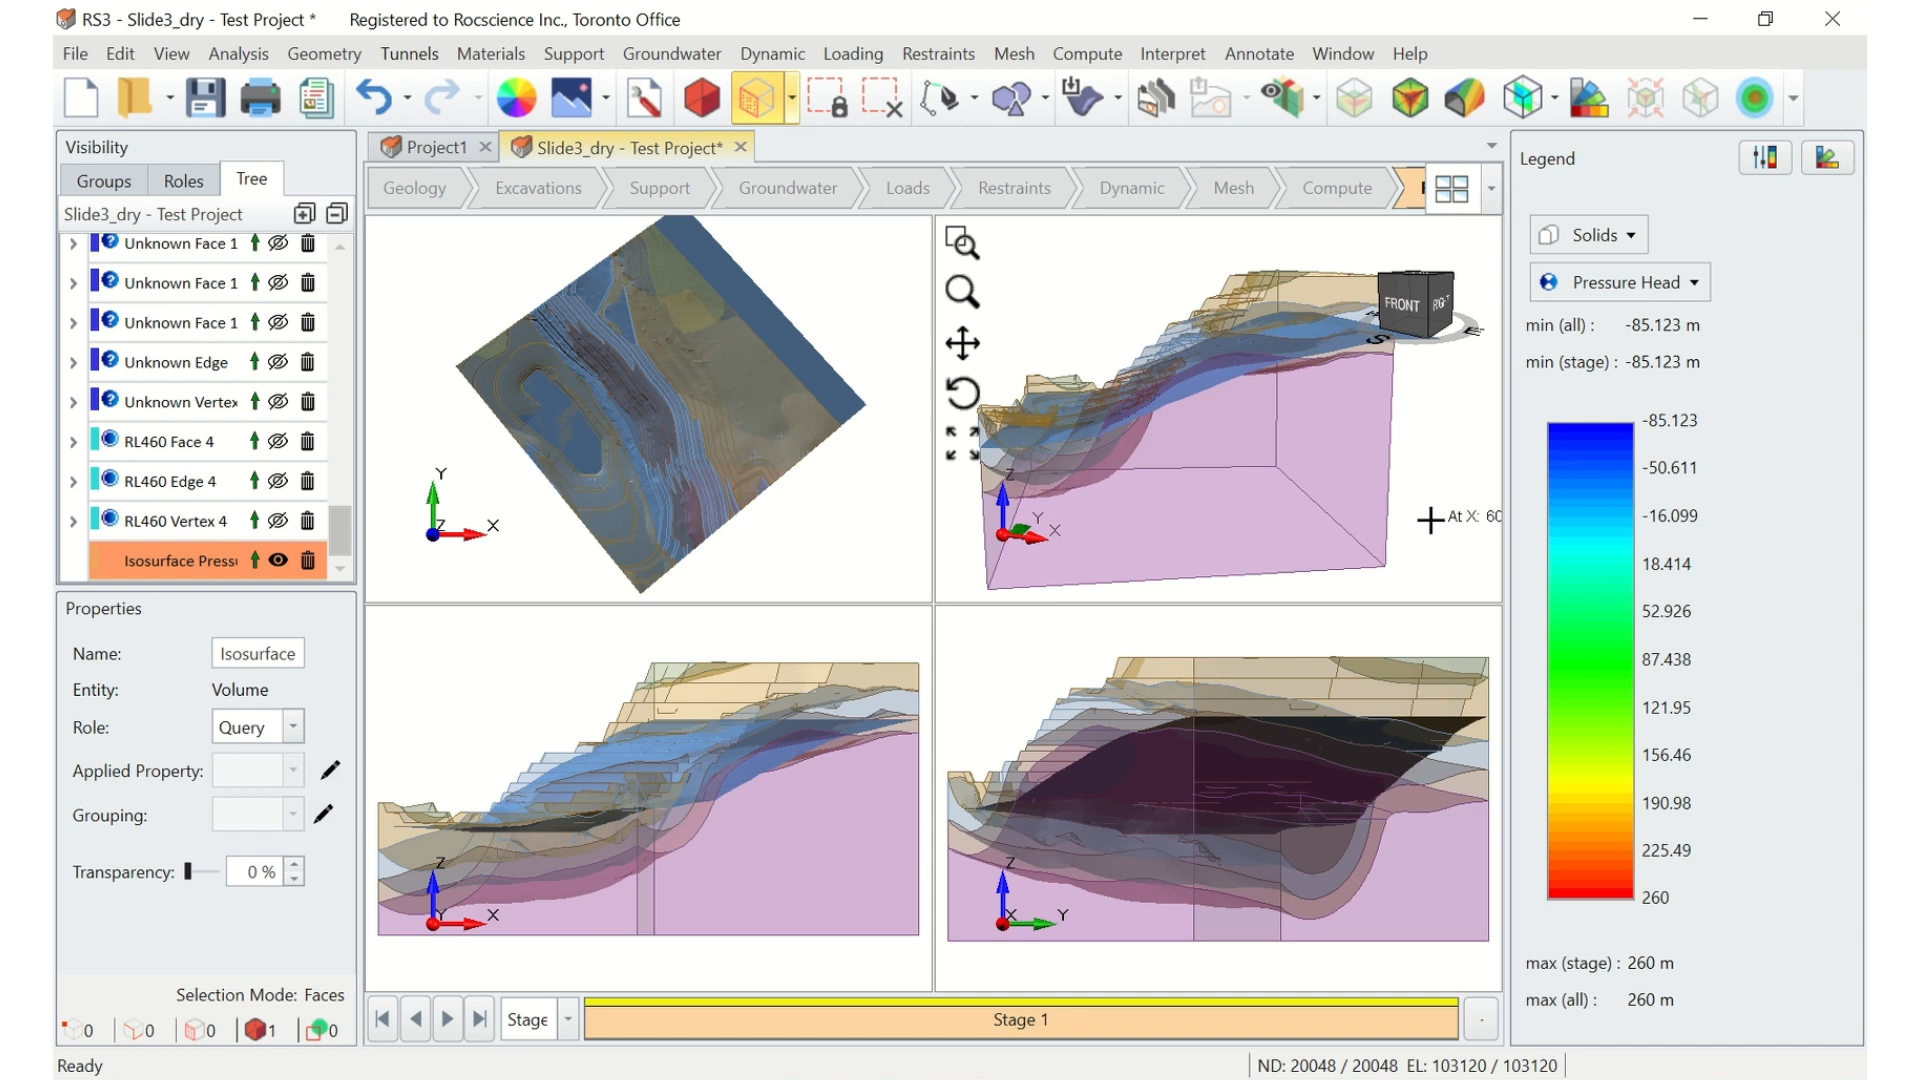 RS3 - Slide3_dry - Test Project * Registered to Rocscience Inc., Toronto Office
File Edit View Analysis Geometry Tunnels Materials Support Groundwater Dynamic Loading Restraints Mesh Compute Interpret Annotate Window Help
Visibility
Groups Roles Tree
Slide3_dry - Test Project
Unknown Face 1
Unknown Face 1
Unknown Face 1
Unknown Edge
Unknown Vertex
RL460 Face 4
RL460 Edge 4
RL460 Vertex 4
Isosurface Press
Properties
Name: Isosurface
Entity: Volume
Role: Query
Applied Property:
Grouping:
Transparency: 0 %
Selection Mode: Faces
0 0 0 1 0
Project1
Slide3_dry - Test Project*
Geology Excavations Support Groundwater Loads Restraints Dynamic Mesh Compute
Y
Z
X
FRONT
S
Z
Y
X
At X: 60
Z
Y
X
Z
X
Y
Stage
Stage 1
Legend
Solids
Pressure Head
min (all) : -85.123 m
min (stage) : -85.123 m
-85.123
-50.611
-16.099
18.414
52.926
87.438
121.95
156.46
190.98
225.49
260
max (stage) : 260 m
max (all) : 260 m
Ready
ND: 20048 / 20048 EL: 103120 / 103120